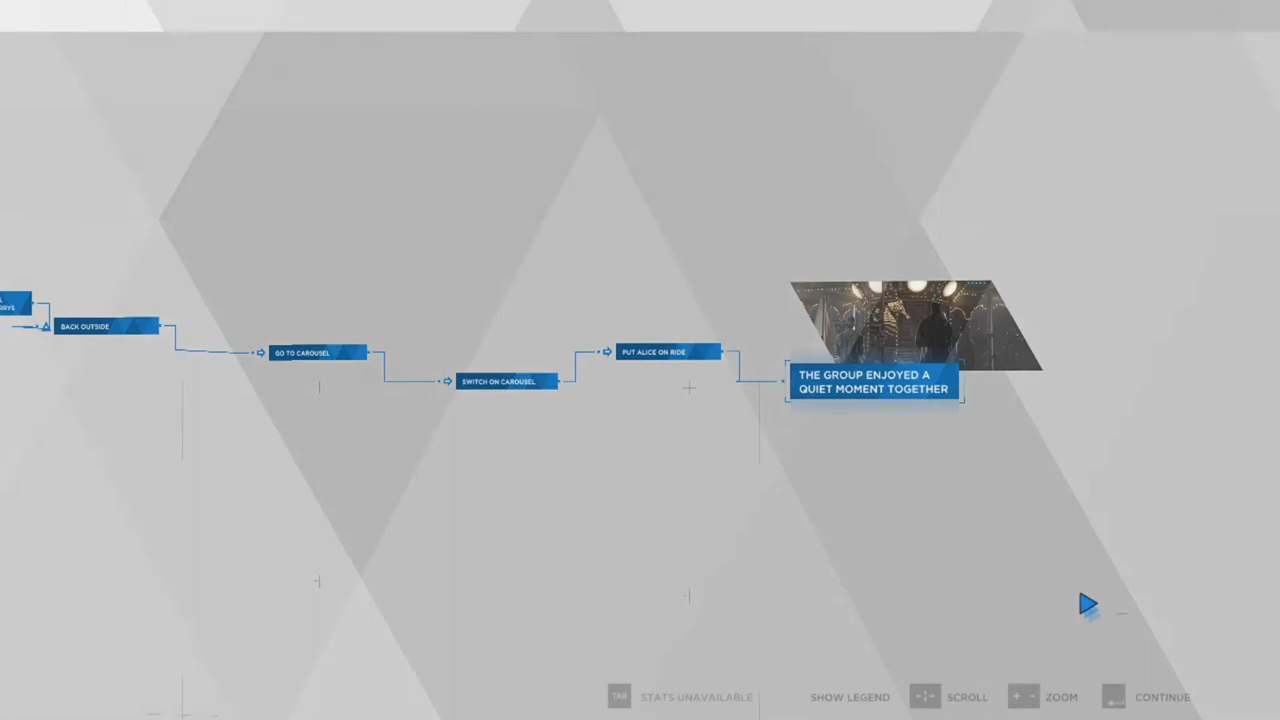 RRYS
BACK OUTSIDE
GO TO CAROUSEL
SWITCH ON CAROUSEL
PUT ALICE ON RIDE
THE GROUP ENJOYED A
QUIET MOMENT TOGETHER
TAB STATS UNAVAILABLE SHOW LEGEND SCROLL + - ZOOM CONTINUE